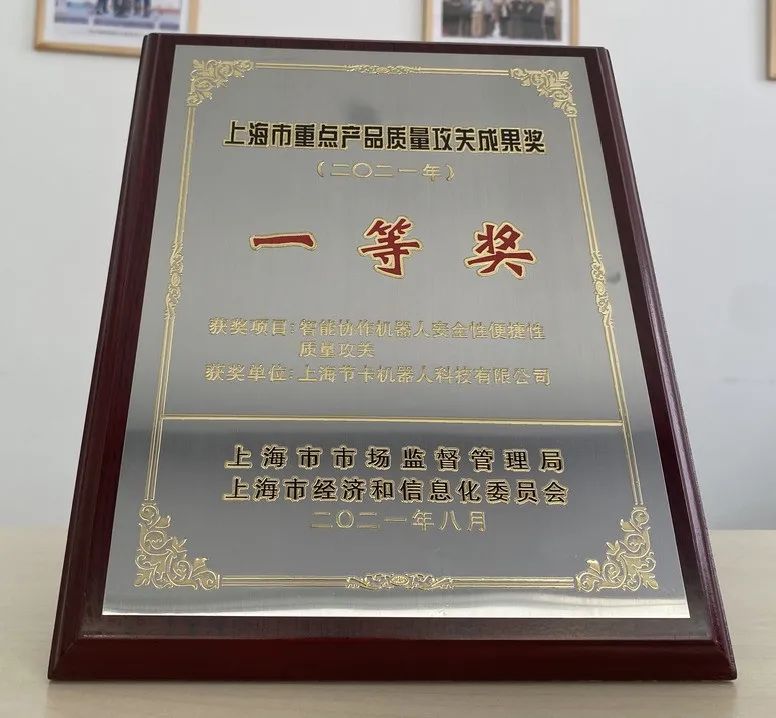 上海市重点产品质量攻关成果奖
（二〇二一年）
一等奖
获奖项目：智能协作机器人安全性便捷性
质量攻关
获奖单位：上海节卡机器人科技有限公司
上海市市场监督管理局
上海市经济和信息化委员会
二〇二一年八月